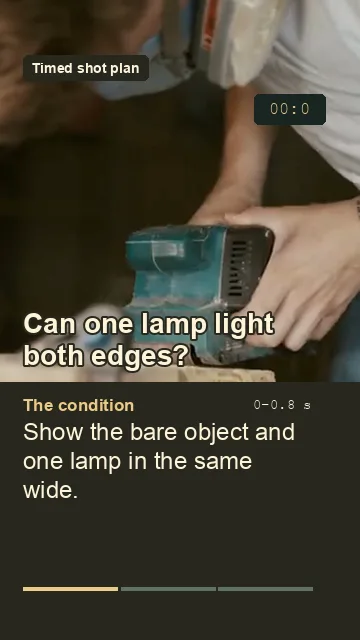 Timed shot plan
00:0
Can one lamp light
both edges?
The condition
0–0.8 s
Show the bare object and
one lamp in the same
wide.